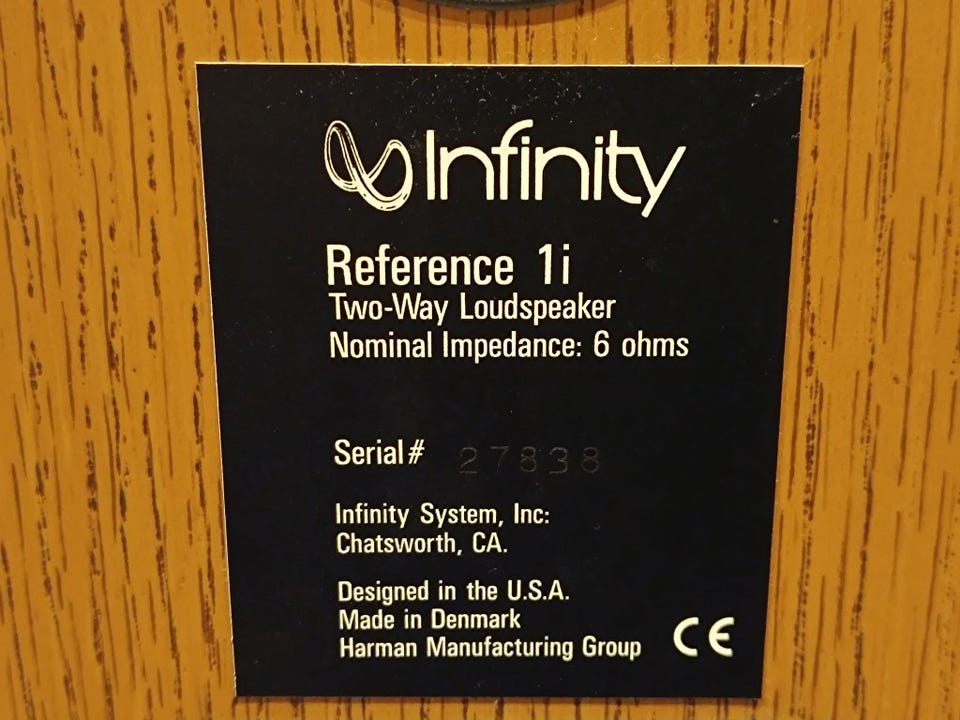 Infinity
Reference 1i
Two-Way Loudspeaker
Nominal Impedance: 6 ohms
Serial# 27838
Infinity System, Inc:
Chatsworth, CA.
Designed in the U.S.A.
Made in Denmark
Harman Manufacturing Group CE